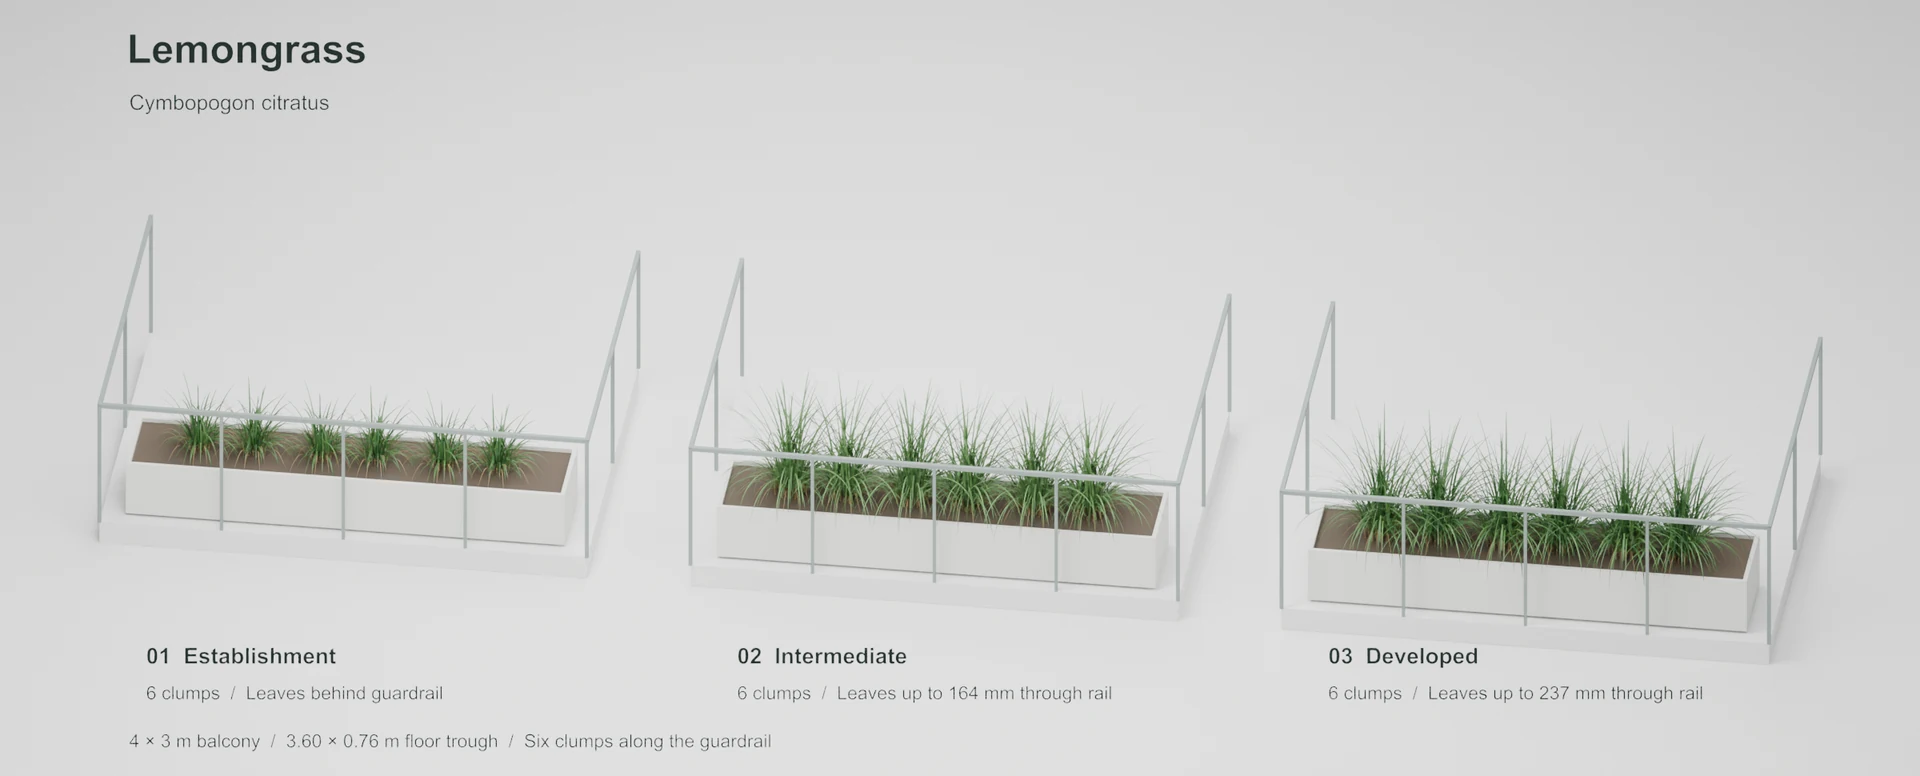 Lemongrass
Cymbopogon citratus
01 Establishment
6 clumps / Leaves behind guardrail
02 Intermediate
6 clumps / Leaves up to 164 mm through rail
03 Developed
6 clumps / Leaves up to 237 mm through rail
4 × 3 m balcony / 3.60 × 0.76 m floor trough / Six clumps along the guardrail